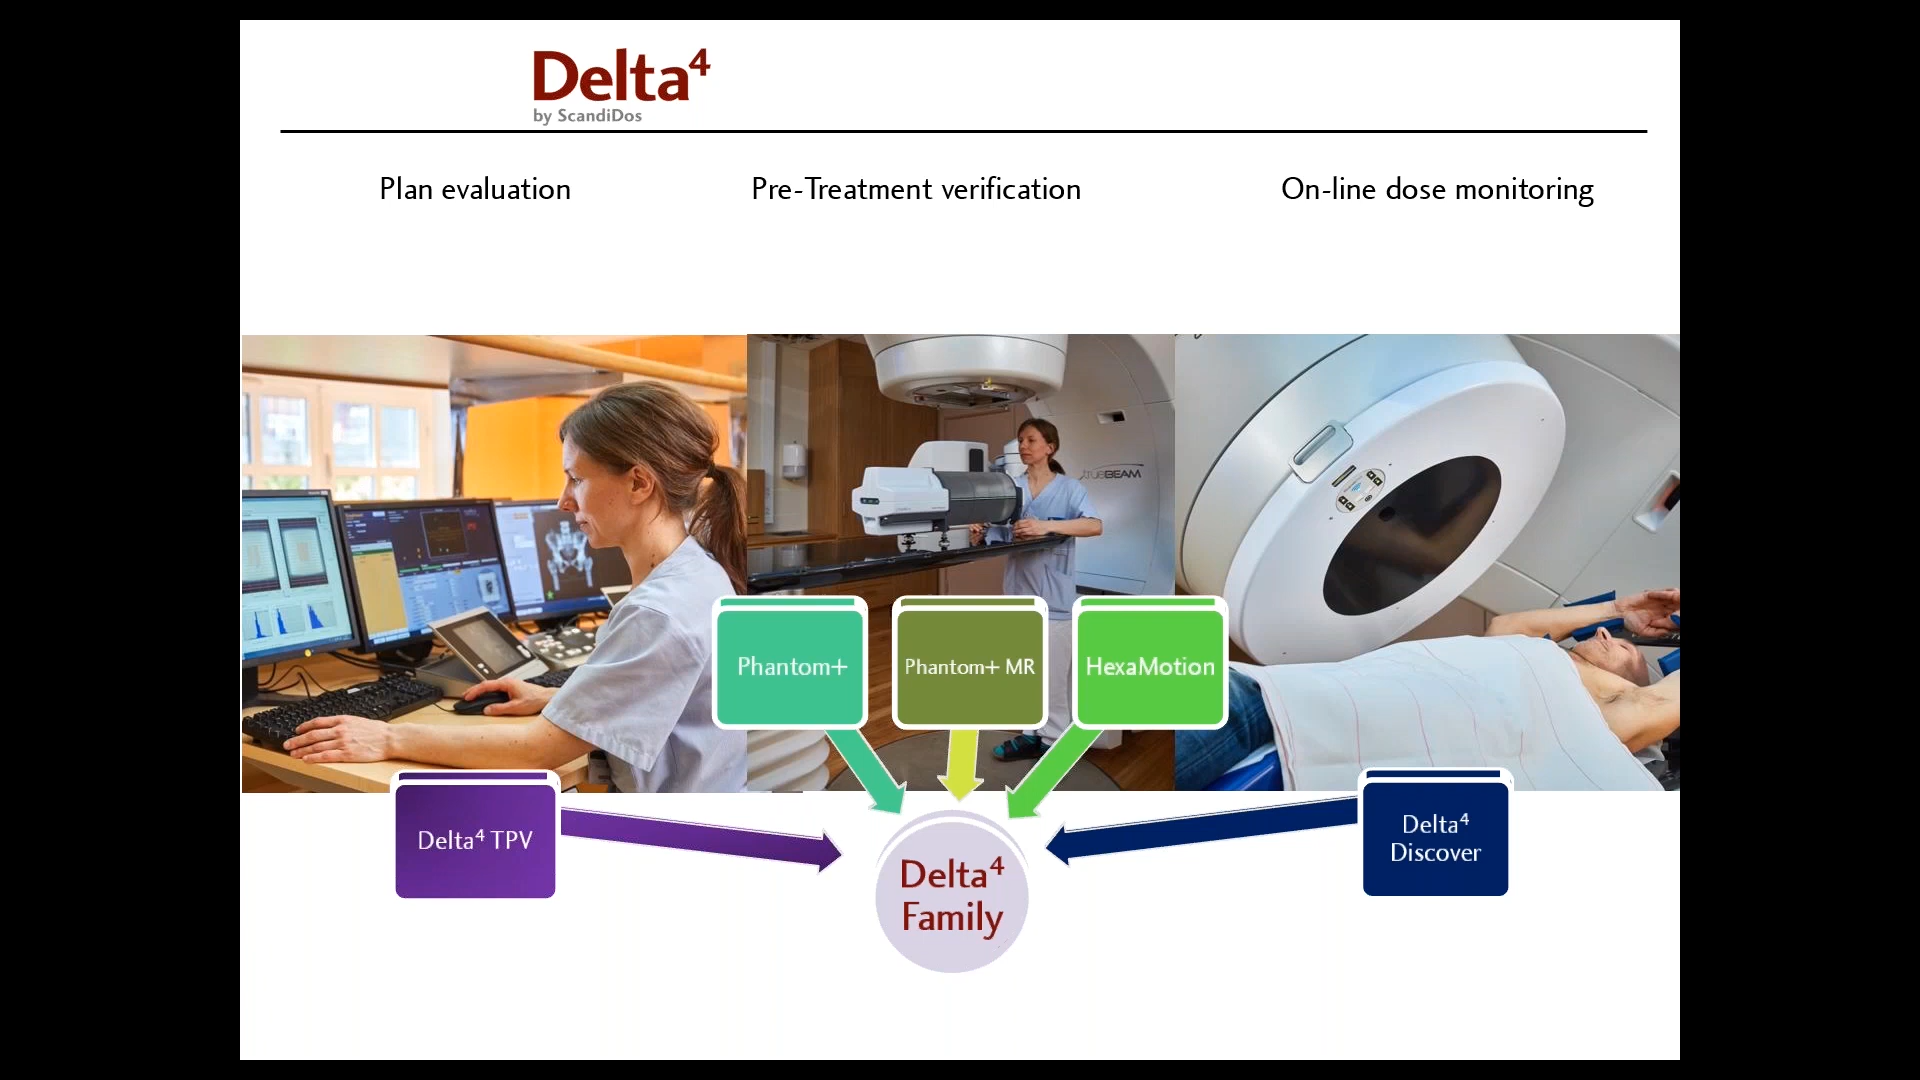 Delta⁴
by ScandiDos
Plan evaluation
Pre-Treatment verification
On-line dose monitoring
trueBEAM
Phantom+
Phantom+ MR
HexaMotion
Delta⁴ TPV
Delta⁴
Discover
Delta⁴
Family